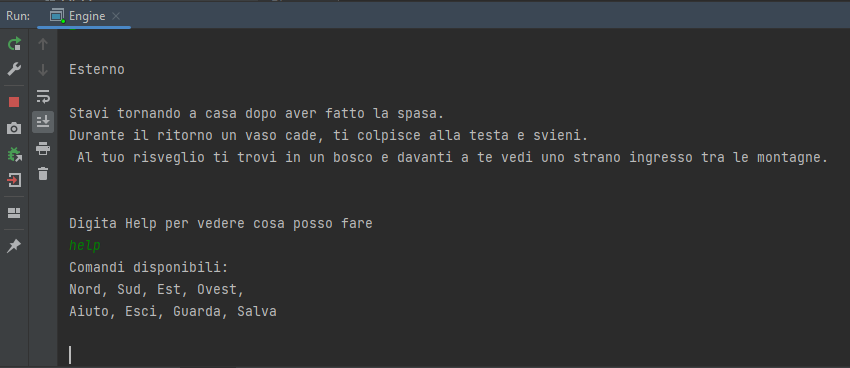 Run: Engine
Esterno
Stavi tornando a casa dopo aver fatto la spasa.
Durante il ritorno un vaso cade, ti colpisce alla testa e svieni.
Al tuo risveglio ti trovi in un bosco e davanti a te vedi uno strano ingresso tra le montagne.
Digita Help per vedere cosa posso fare
help
Comandi disponibili:
Nord, Sud, Est, Ovest,
Aiuto, Esci, Guarda, Salva